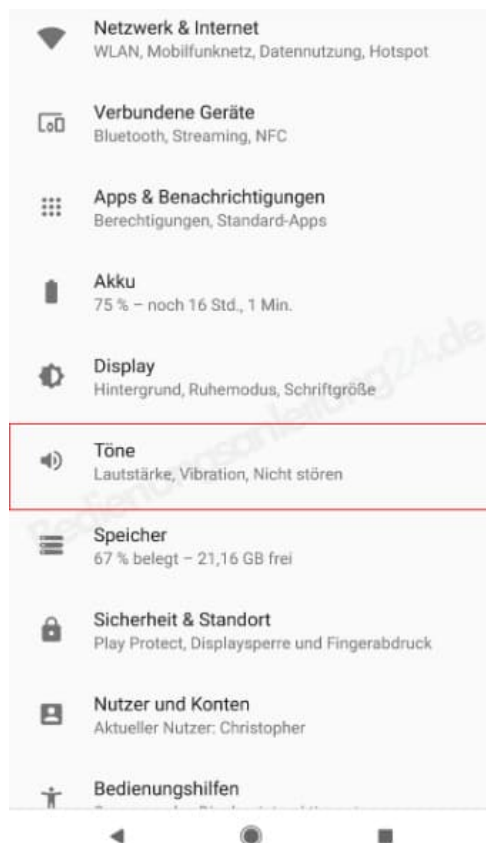 Netzwerk & Internet
WLAN, Mobilfunknetz, Datennutzung, Hotspot
Verbundene Geräte
Bluetooth, Streaming, NFC
Apps & Benachrichtigungen
Berechtigungen, Standard-Apps
Akku
75 % – noch 16 Std., 1 Min.
Display
Hintergrund, Ruhemodus, Schriftgröße
Töne
Lautstärke, Vibration, Nicht stören
Speicher
67 % belegt – 21,16 GB frei
Sicherheit & Standort
Play Protect, Displaysperre und Fingerabdruck
Nutzer und Konten
Aktueller Nutzer: Christopher
Bedienungshilfen
Bedienungsanleitung24.de